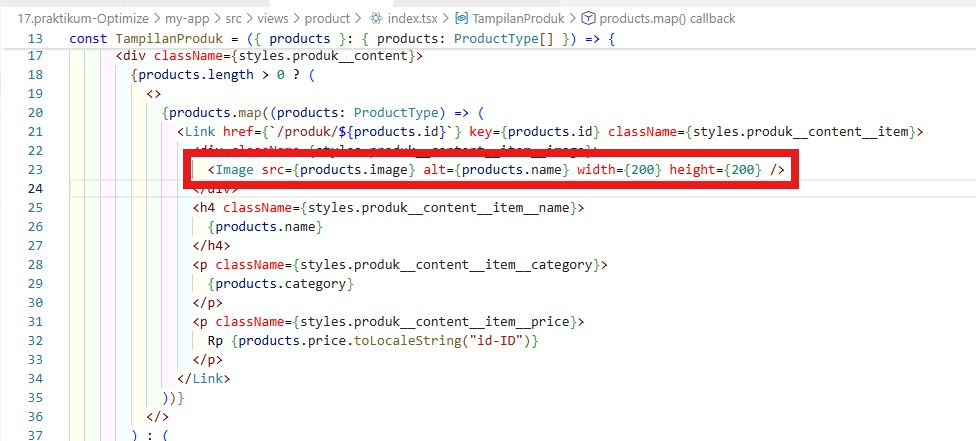 17.praktikum-Optimize > my-app > src > views > product > index.tsx > TampilanProduk > products.map() callback
13 const TampilanProduk = ({ products }: { products: ProductType[] }) => {
17 <div className={styles.produk__content}>
18 {products.length > 0 ? (
19 <>
20 {products.map((products: ProductType) => (
21 <Link href={`/produk/${products.id}`} key={products.id} className={styles.produk__content__item}>
22 <div className={styles.produk__content__item__image}>
23 <Image src={products.image} alt={products.name} width={200} height={200} />
24 </div>
25 <h4 className={styles.produk__content__item__name}>
26 {products.name}
27 </h4>
28 <p className={styles.produk__content__item__category}>
29 {products.category}
30 </p>
31 <p className={styles.produk__content__item__price}>
32 Rp {products.price.toLocaleString("id-ID")}
33 </p>
34 </Link>
35 ))}
36 </>
37 ) : (